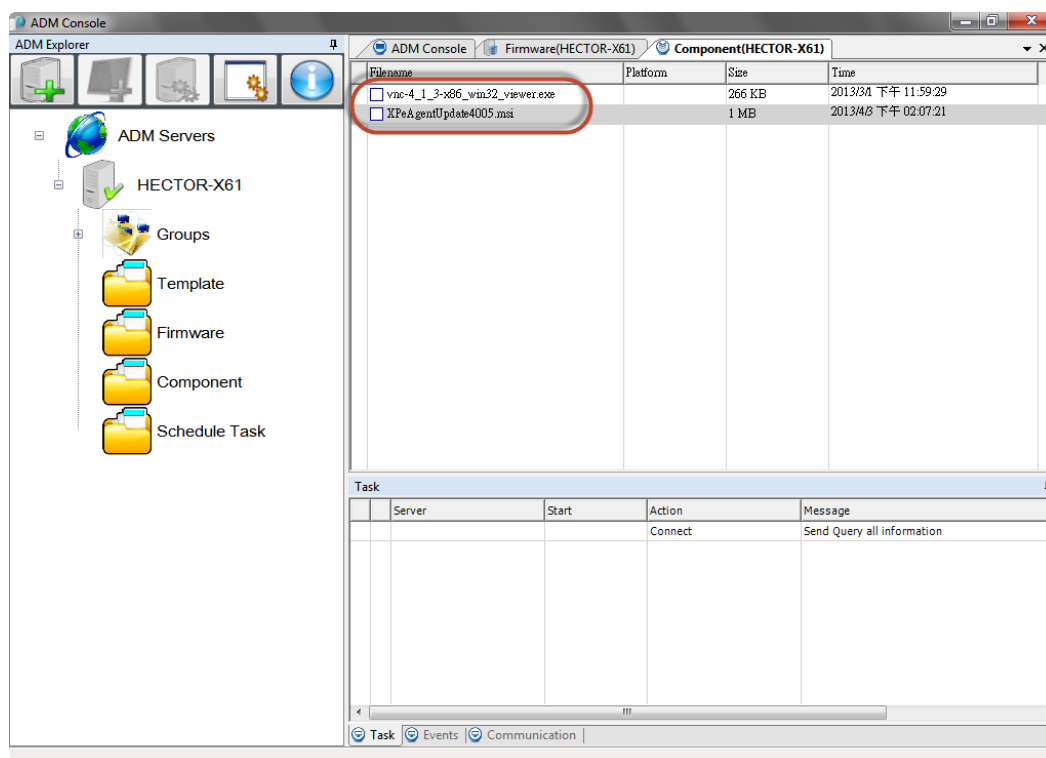 ADM Console
ADM Explorer
ADM Console Firmware(HECTOR-X61) Component(HECTOR-X61)
Filename Platform Size Time
vnc-4_1_3-x86_win32_viewer.exe 266 KB 2013/3/1 下午 11:59:29
XPeAgentUpdate4005.msi 1 MB 2013/4/3 下午 02:07:21
ADM Servers
HECTOR-X61
Groups
Template
Firmware
Component
Schedule Task
Task
Server Start Action Message
Connect Send Query all information
Task Events Communication